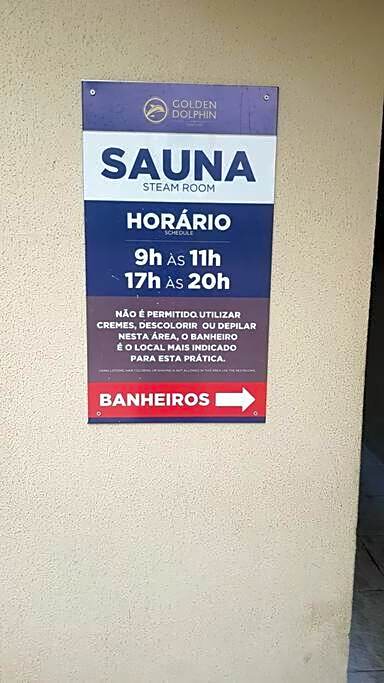 GOLDEN
DOLPHIN
SAUNA
STEAM ROOM
HORÁRIO
SCHEDULE
9h ÀS 11h
17h ÀS 20h
NÃO É PERMITIDO UTILIZAR
CREMES, DESCOLORIR OU DEPILAR
NESTA ÁREA, O BANHEIRO
É O LOCAL MAIS INDICADO
PARA ESTA PRÁTICA.
BANHEIROS